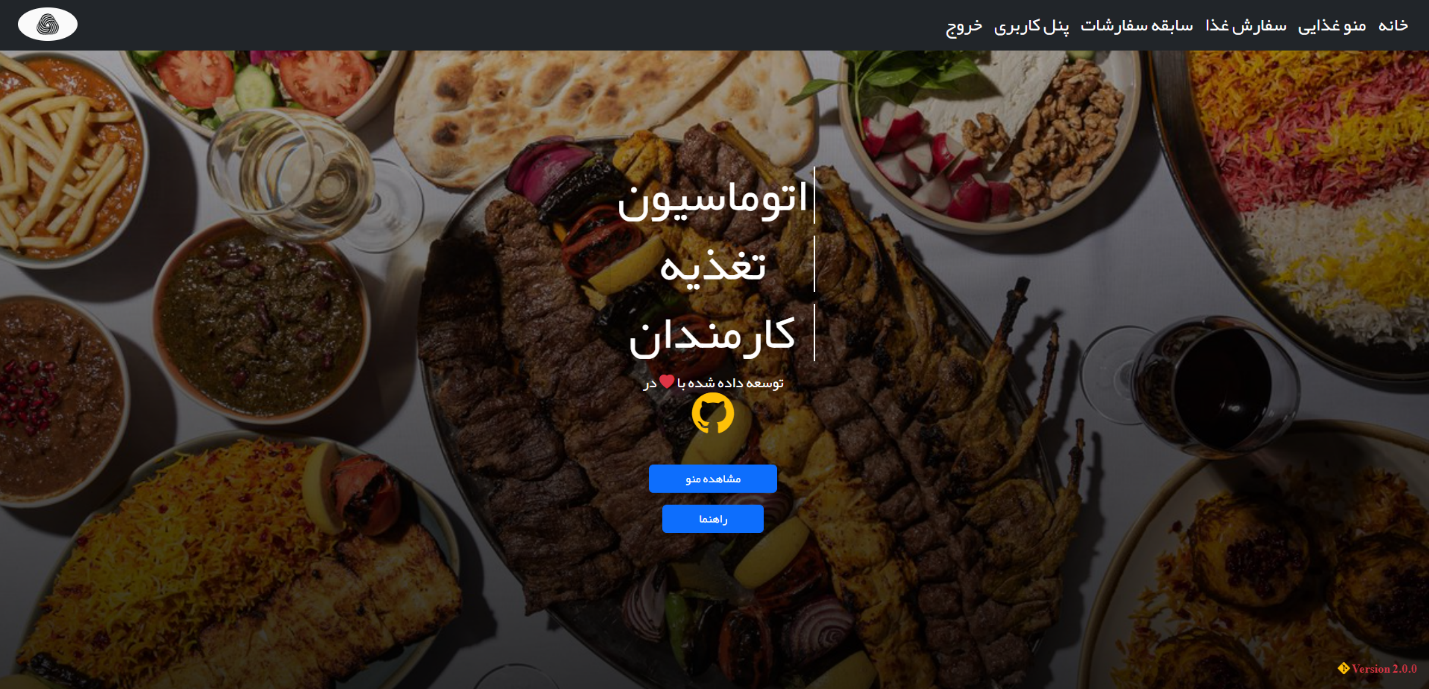 خانه منو غذایی سفارش غذا سابقه سفارشات پنل کاربری خروج
اتوماسیون
تغذیه
کارمندان
توسعه داده شده با در
مشاهده منو
راهنما
Version 2.0.0